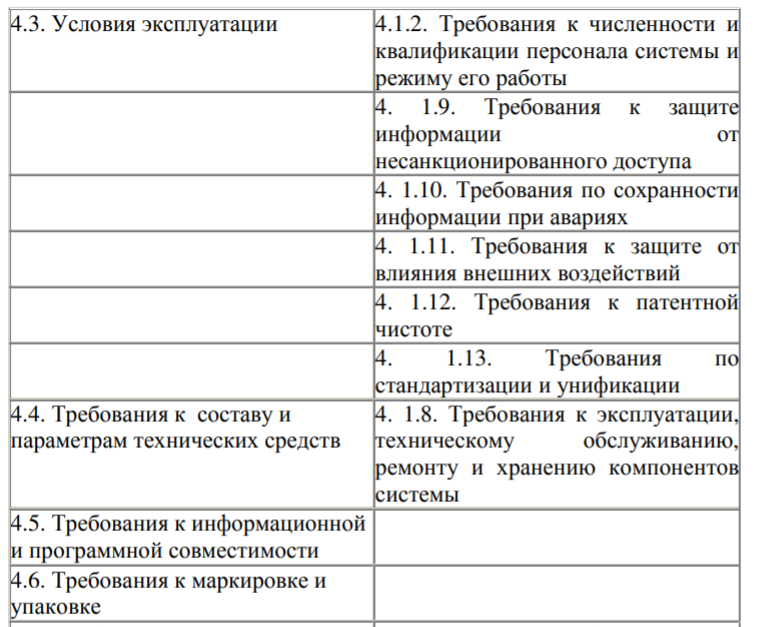 4.3. Условия эксплуатации
4.1.2. Требования к численности и
квалификации персонала системы и
режиму его работы
4. 1.9. Требования к защите
информации от
несанкционированного доступа
4. 1.10. Требования по сохранности
информации при авариях
4. 1.11. Требования к защите от
влияния внешних воздействий
4. 1.12. Требования к патентной
чистоте
4. 1.13. Требования по
стандартизации и унификации
4.4. Требования к составу и
параметрам технических средств
4. 1.8. Требования к эксплуатации,
техническому обслуживанию,
ремонту и хранению компонентов
системы
4.5. Требования к информационной
и программной совместимости
4.6. Требования к маркировке и
упаковке